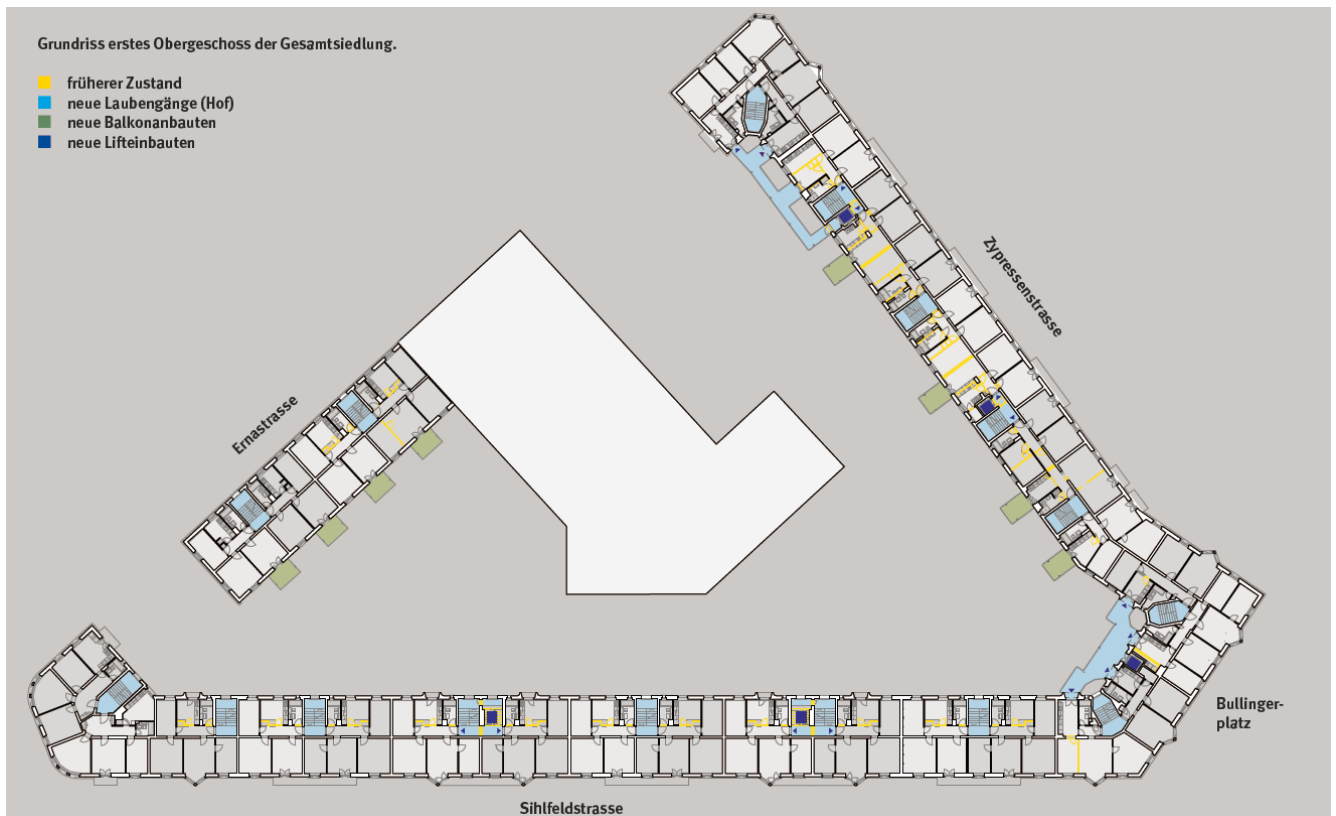 Grundriss erstes Obergeschoss der Gesamtsiedlung.
früherer Zustand
neue Laubengänge (Hof)
neue Balkonanbauten
neue Lifteinbauten
Zypressenstrasse
Ernastrasse
Bullinger-
platz
Sihlfeldstrasse